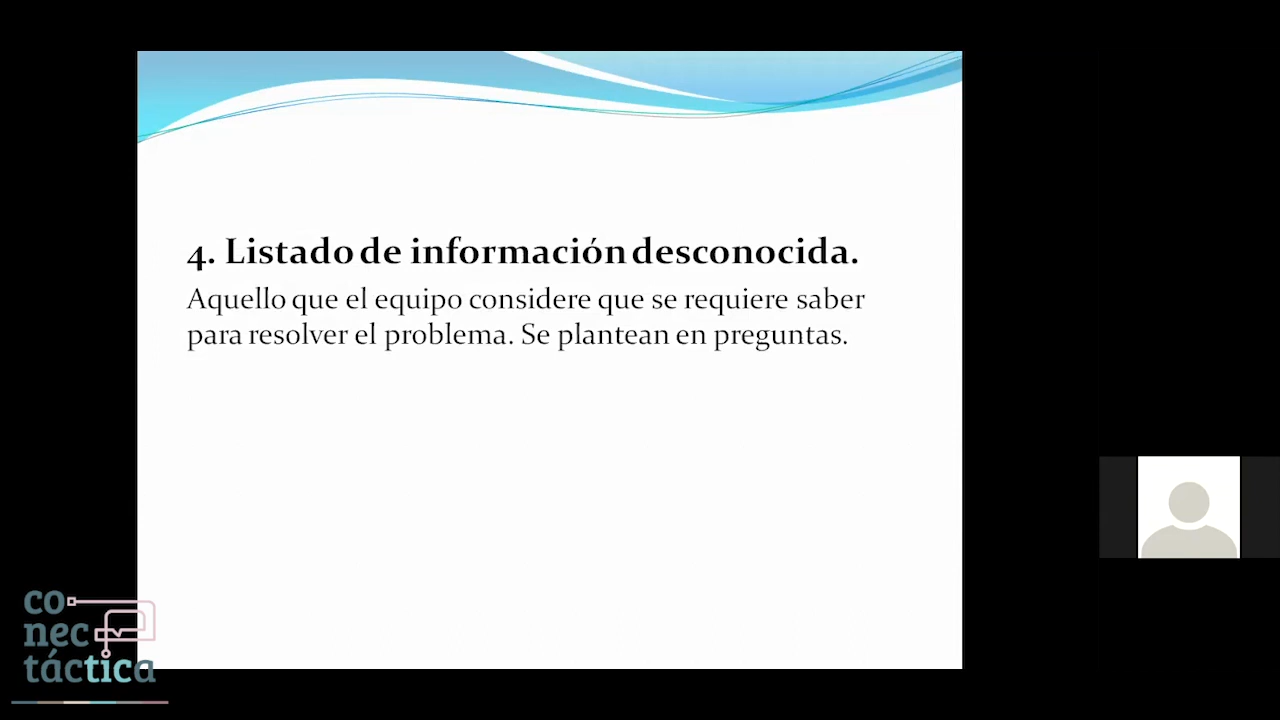 4. Listado de información desconocida.
Aquello que el equipo considere que se requiere saber
para resolver el problema. Se plantean en preguntas.
co
nec
táctica